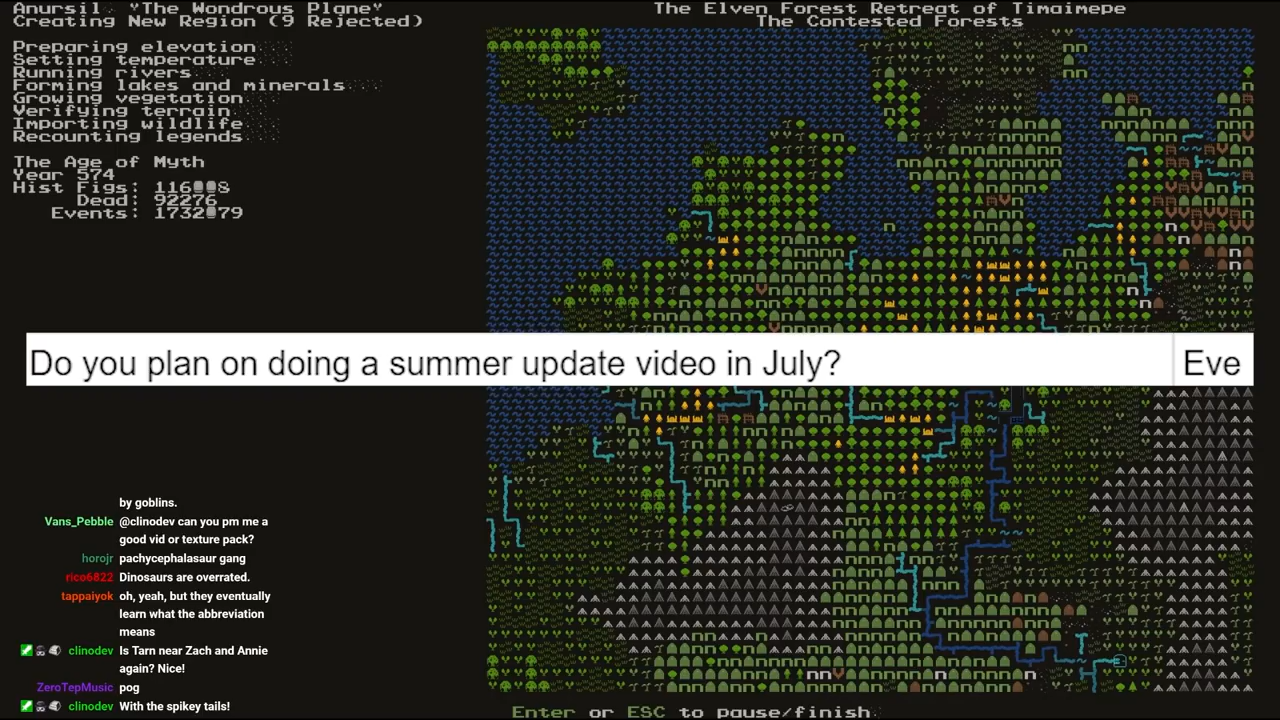 Anursil "The Wondrous Plane"
Creating New Region (9 Rejected)
Preparing elevation
Setting temperature
Running rivers
Forming lakes and minerals
Growing vegetation
Verifying terrain
Importing wildlife
Recounting legends
The Age of Myth
Year 574
Hist Figs:
Dead: 92276
Events:
The Elven Forest Retreat of Timaimepe
The Contested Forests
Do you plan on doing a summer update video in July? Eve
by goblins.
Vans_Pebble @clinodev can you pm me a
good vid or texture pack?
horojr pachycephalasaur gang
rico6822 Dinosaurs are overrated.
tappaiyok oh, yeah, but they eventually
learn what the abbreviation
means
clinodev Is Tarn near Zach and Annie
again? Nice!
ZeroTepMusic pog
clinodev With the spikey tails!
Enter or ESC to pause/finish